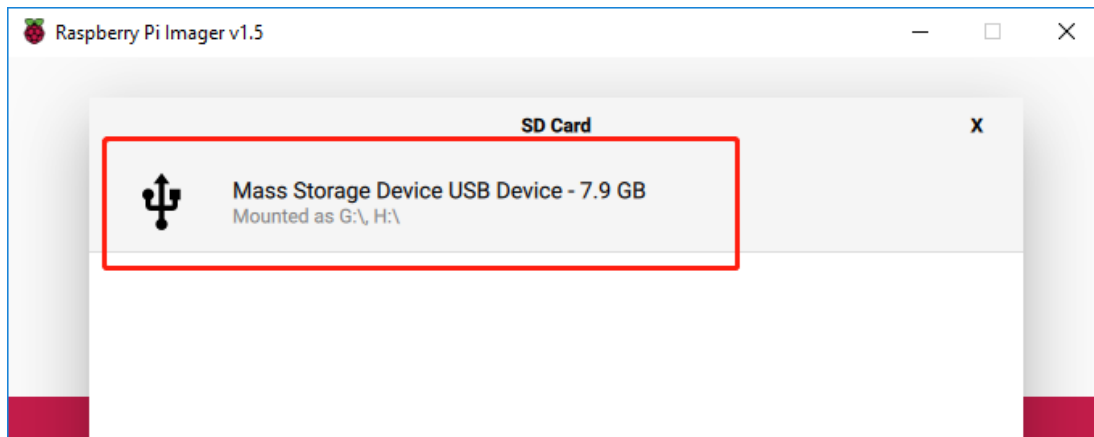 Raspberry Pi Imager v1.5
SD Card
X
Mass Storage Device USB Device - 7.9 GB
Mounted as G:\, H:\